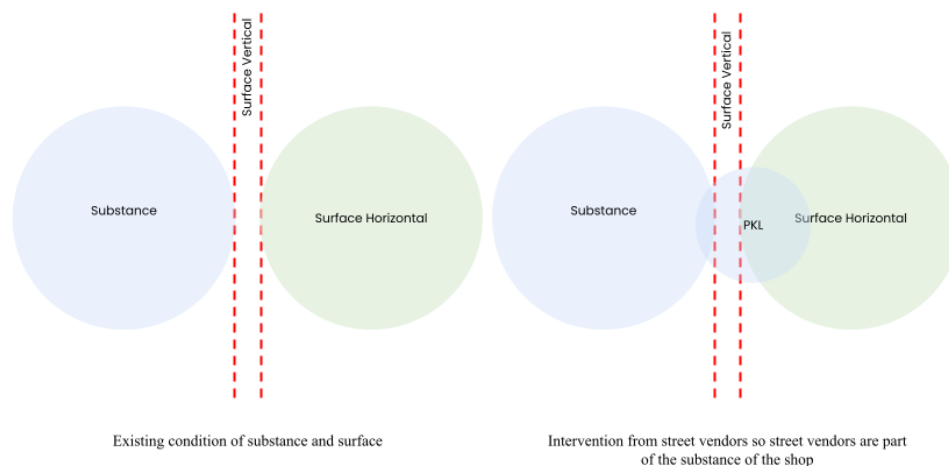 Surface Vertical
Substance
Surface Horizontal
Existing condition of substance and surface
Surface Vertical
Substance
PKL
Surface Horizontal
Intervention from street vendors so street vendors are part
of the substance of the shop